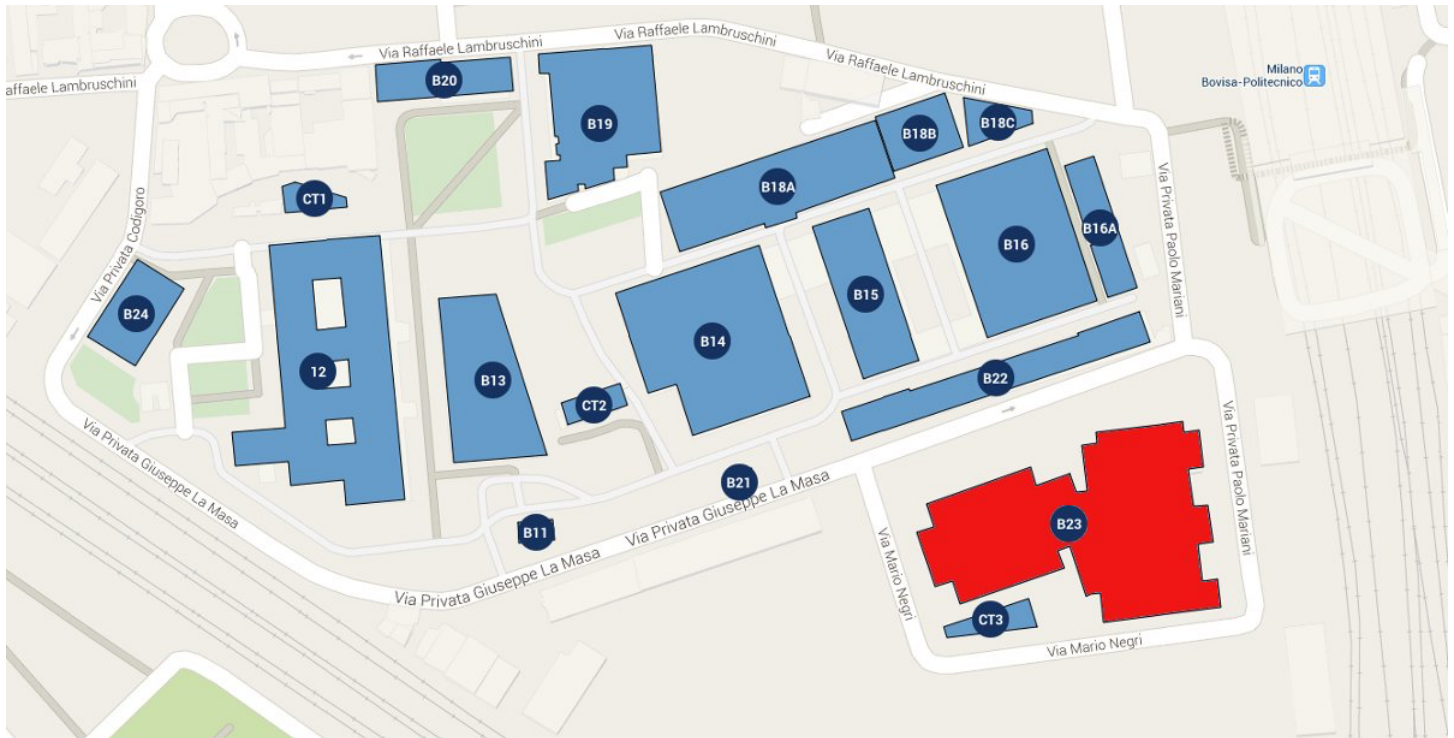 Via Raffaele Lambruschini
Via Raffaele Lambruschini
Via Raffaele Lambruschini
affaele Lambruschini
Milano
Bovisa-Politecnico
B20
B19
B18B
B18C
B18A
CT1
B16A
B16
B15
B24
B14
12
B13
CT2
B22
B21
B11
B23
CT3
Via Privata Codigoro
Via Privata Paolo Mariani
Via Privata Paolo Mariani
Via Privata Giuseppe La Masa
Via Privata Giuseppe La Masa
Via Privata Giuseppe La Masa
Via Mario Negri
Via Mario Negri